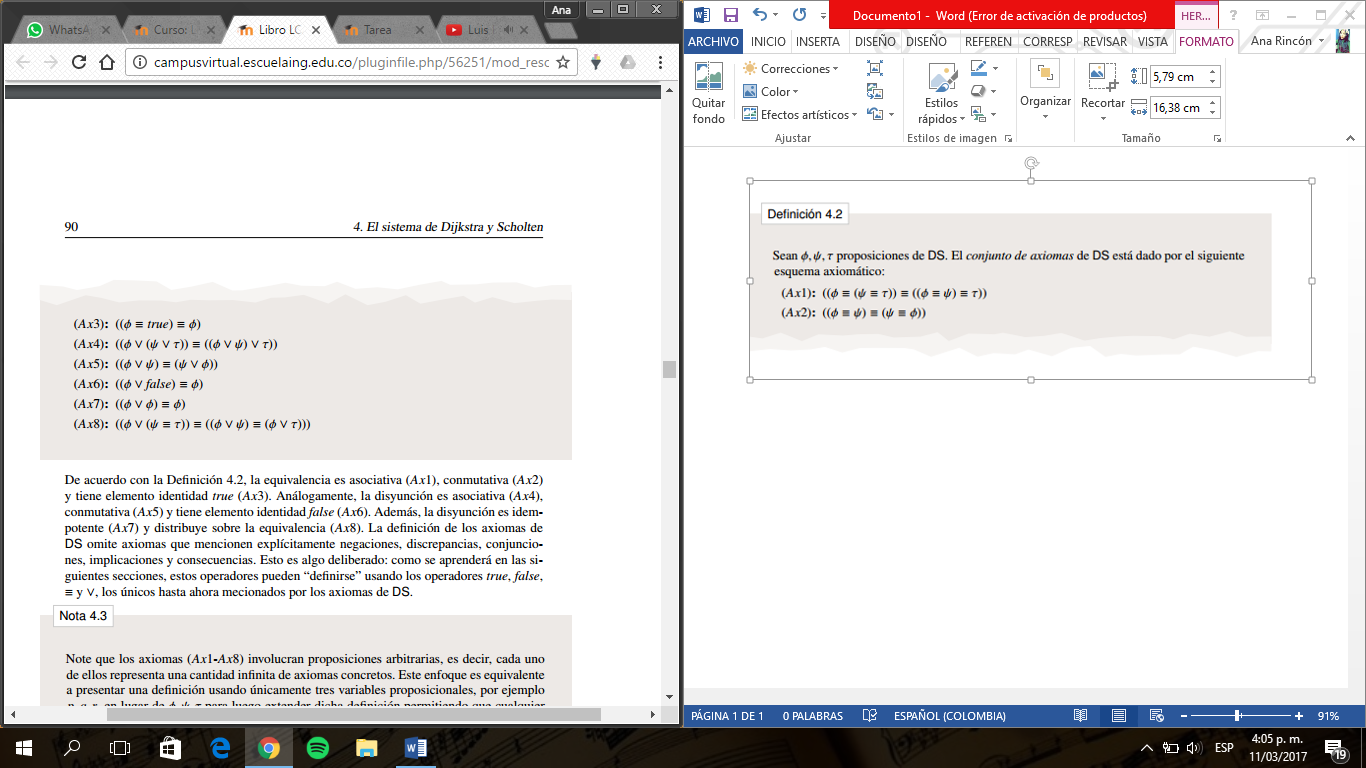 Ana
WhatsA
Curso: L
Libro LC
Tarea
Luis
campusvirtual.escuelaing.edu.co/pluginfile.php/56251/mod_resc
90
4. El sistema de Dijkstra y Scholten
(Ax3): ((ϕ ≡ true) ≡ ϕ)
(Ax4): ((ϕ ∨ (ψ ∨ τ)) ≡ ((ϕ ∨ ψ) ∨ τ))
(Ax5): ((ϕ ∨ ψ) ≡ (ψ ∨ ϕ))
(Ax6): ((ϕ ∨ false) ≡ ϕ)
(Ax7): ((ϕ ∨ ϕ) ≡ ϕ)
(Ax8): ((ϕ ∨ (ψ ≡ τ)) ≡ ((ϕ ∨ ψ) ≡ (ϕ ∨ τ)))
De acuerdo con la Definición 4.2, la equivalencia es asociativa (Ax1), conmutativa (Ax2)
y tiene elemento identidad true (Ax3). Análogamente, la disyunción es asociativa (Ax4),
conmutativa (Ax5) y tiene elemento identidad false (Ax6). Además, la disyunción es idem-
potente (Ax7) y distribuye sobre la equivalencia (Ax8). La definición de los axiomas de
DS omite axiomas que mencionen explícitamente negaciones, discrepancias, conjuncio-
nes, implicaciones y consecuencias. Esto es algo deliberado: como se aprenderá en las si-
guientes secciones, estos operadores pueden “definirse” usando los operadores true, false,
≡ y ∨, los únicos hasta ahora mecionados por los axiomas de DS.
Nota 4.3
Note que los axiomas (Ax1-Ax8) involucran proposiciones arbitrarias, es decir, cada uno
de ellos representa una cantidad infinita de axiomas concretos. Este enfoque es equivalente
a presentar una definición usando únicamente tres variables proposicionales, por ejemplo
p, q, r, en lugar de ϕ, ψ, τ para luego extender dicha definición permitiendo que cualquier
Documento1 - Word (Error de activación de productos)
HER...
ARCHIVO INICIO INSERTA DISEÑO DISEÑO REFEREN CORRESP REVISAR VISTA FORMATO Ana Rincón
Quitar fondo
Correcciones
Color
Efectos artísticos
Ajustar
Estilos rápidos
Estilos de imagen
Organizar
Recortar
5,79 cm
16,38 cm
Tamaño
Definición 4.2
Sean ϕ, ψ, τ proposiciones de DS. El conjunto de axiomas de DS está dado por el siguiente
esquema axiomático:
(Ax1): ((ϕ ≡ (ψ ≡ τ)) ≡ ((ϕ ≡ ψ) ≡ τ))
(Ax2): ((ϕ ≡ ψ) ≡ (ψ ≡ ϕ))
PÁGINA 1 DE 1 0 PALABRAS ESPAÑOL (COLOMBIA) 91%
ESP
4:05 p. m.
11/03/2017
19